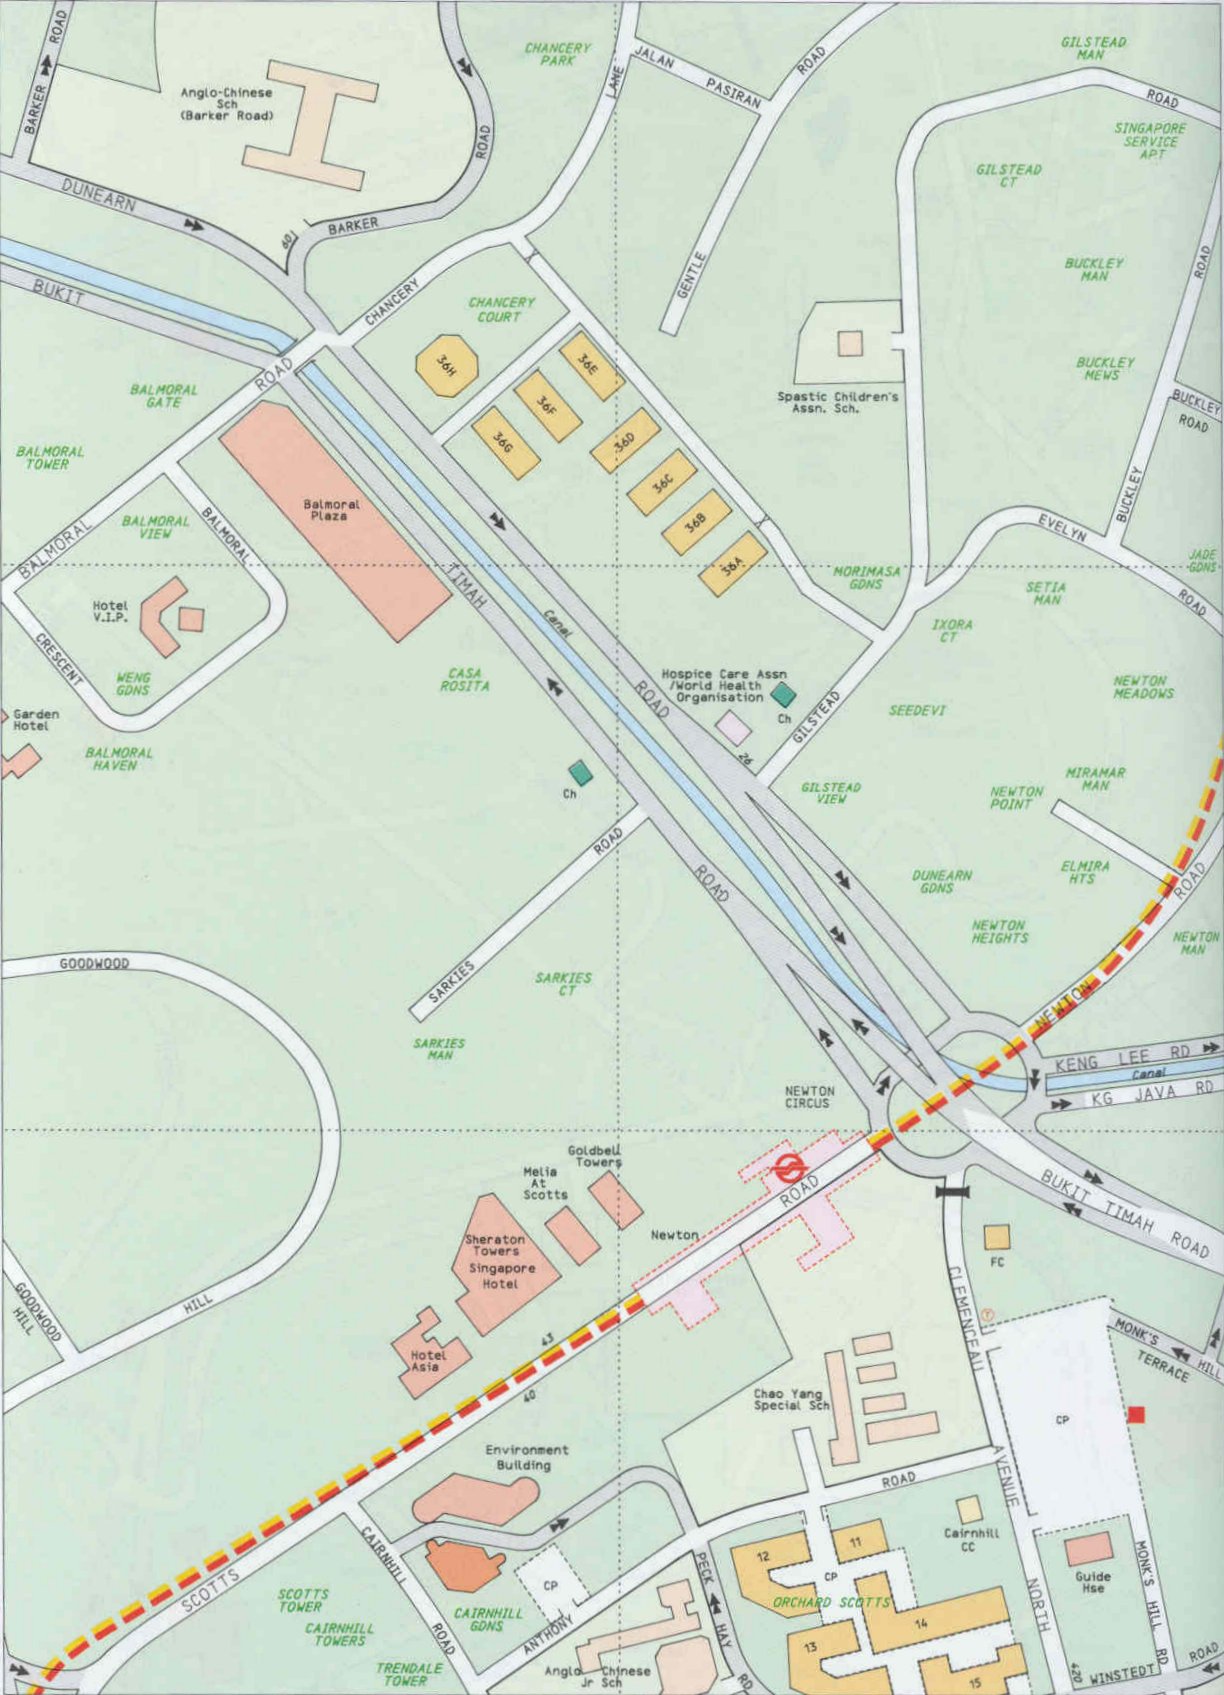 BARKER ROAD
Anglo-Chinese
Sch
(Barker Road)
ROAD
CHANCERY
PARK
LANE
JALAN PASIRAN
ROAD
GILSTEAD
MAN
ROAD
SINGAPORE
SERVICE
APT
GILSTEAD
CT
DUNEARN
BARKER
60J
BUKIT
CHANCERY
CHANCERY
COURT
GENTLE
BUCKLEY
MAN
ROAD
36H
36E
36F
36G
36D
36C
36B
36A
ROAD
BALMORAL
GATE
BALMORAL
TOWER
Spastic Children's
Assn. Sch.
BUCKLEY
MEWS
BUCKLEY
ROAD
BUCKLEY
Balmoral
Plaza
BALMORAL
VIEW
BALMORAL
BALMORAL
EVELYN
ROAD
JADE
GDNS
TIMAH
MORIMASA
GDNS
SETIA
MAN
Hotel
V.I.P.
Canal
IXORA
CT
CRESCENT
WENG
GDNS
CASA
ROSITA
ROAD
Hospice Care Assn
/World Health
Organisation
Ch
GILSTEAD
SEEDEVI
NEWTON
MEADOWS
Garden
Hotel
BALMORAL
HAVEN
26
Ch
GILSTEAD
VIEW
NEWTON
POINT
MIRAMAR
MAN
ROAD
ROAD
DUNEARN
GDNS
ELMIRA
HTS
ROAD
NEWTON
HEIGHTS
NEWTON
MAN
GOODWOOD
SARKIES
SARKIES
CT
SARKIES
MAN
NEWTON
KENG LEE RD
Canal
KG JAVA RD
NEWTON
CIRCUS
Goldbell
Towers
Melia
At
Scotts
ROAD
BUKIT TIMAH ROAD
Sheraton
Towers
Singapore
Hotel
Newton
FC
GOODWOOD
HILL
HILL
CLEMENCEAU
MONK'S HILL
TERRACE
43
Hotel
Asia
40
Chao Yang
Special Sch
CP
Environment
Building
ROAD
AVENUE
CAIRNHILL
ROAD
Cairnhill
CC
12
11
CP
PECK HAY RD
Guide
Hse
MONK'S HILL RD
SCOTTS
SCOTTS
TOWER
CAIRNHILL
TOWERS
CP
CAIRNHILL
GDNS
ANTHONY
ORCHARD SCOTTS
14
13
15
NORTH
TRENDALE
TOWER
Anglo Chinese
Jr Sch
420
WINSTEDT ROAD